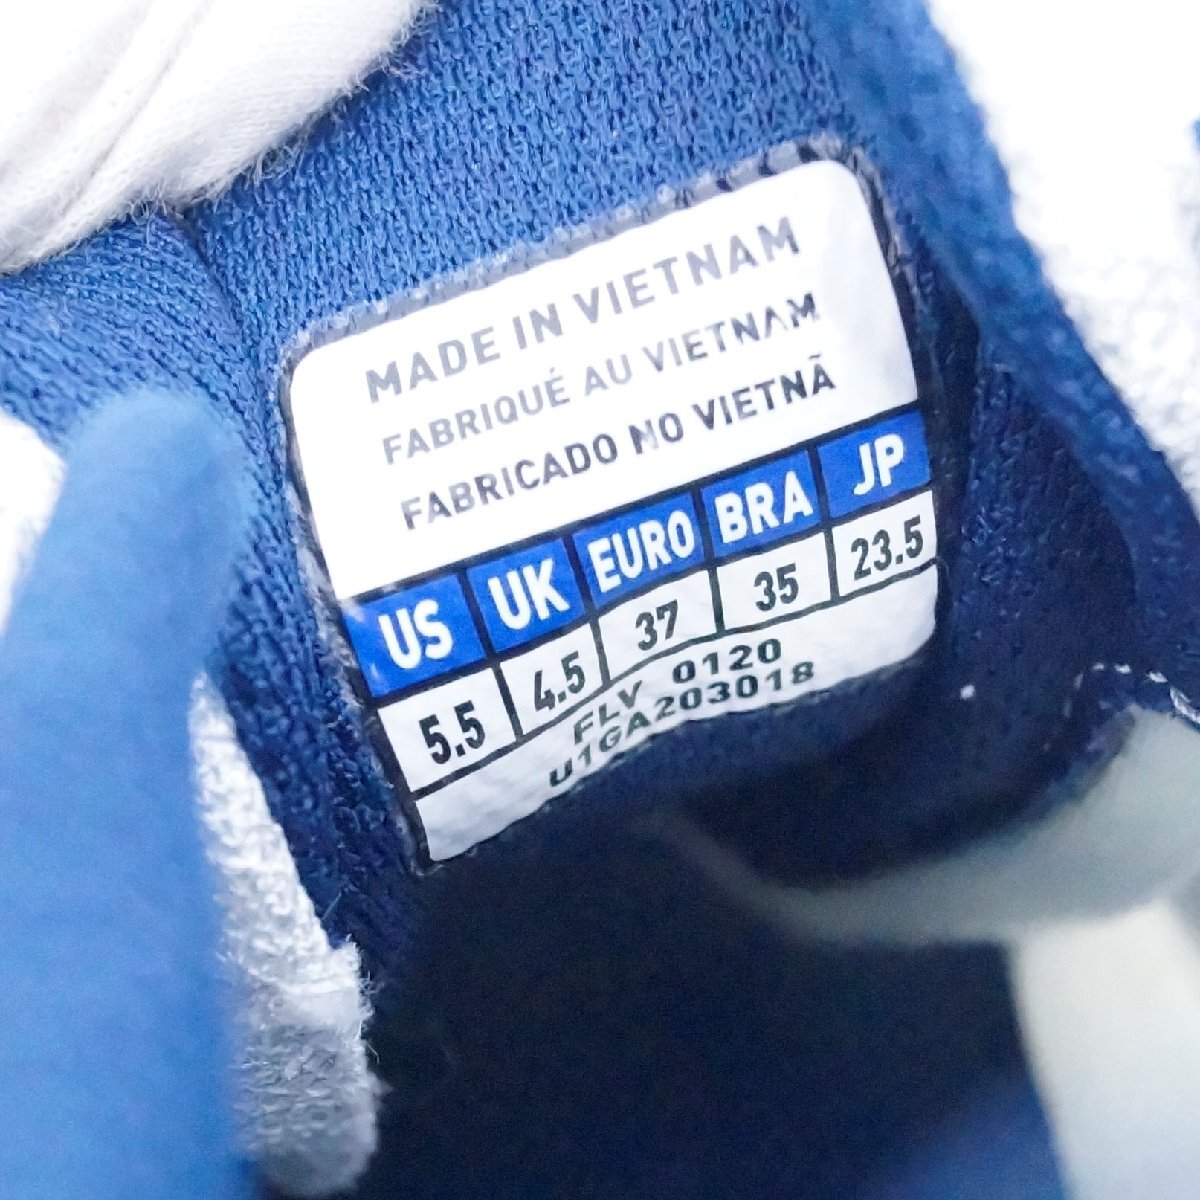 MADE IN VIETNAM
FABRIQUÉ AU VIETNAM
FABRICADO NO VIETNÃ
US UK EURO BRA JP
5.5 4.5 37 35 23.5
FLV 0120
U1GA203018